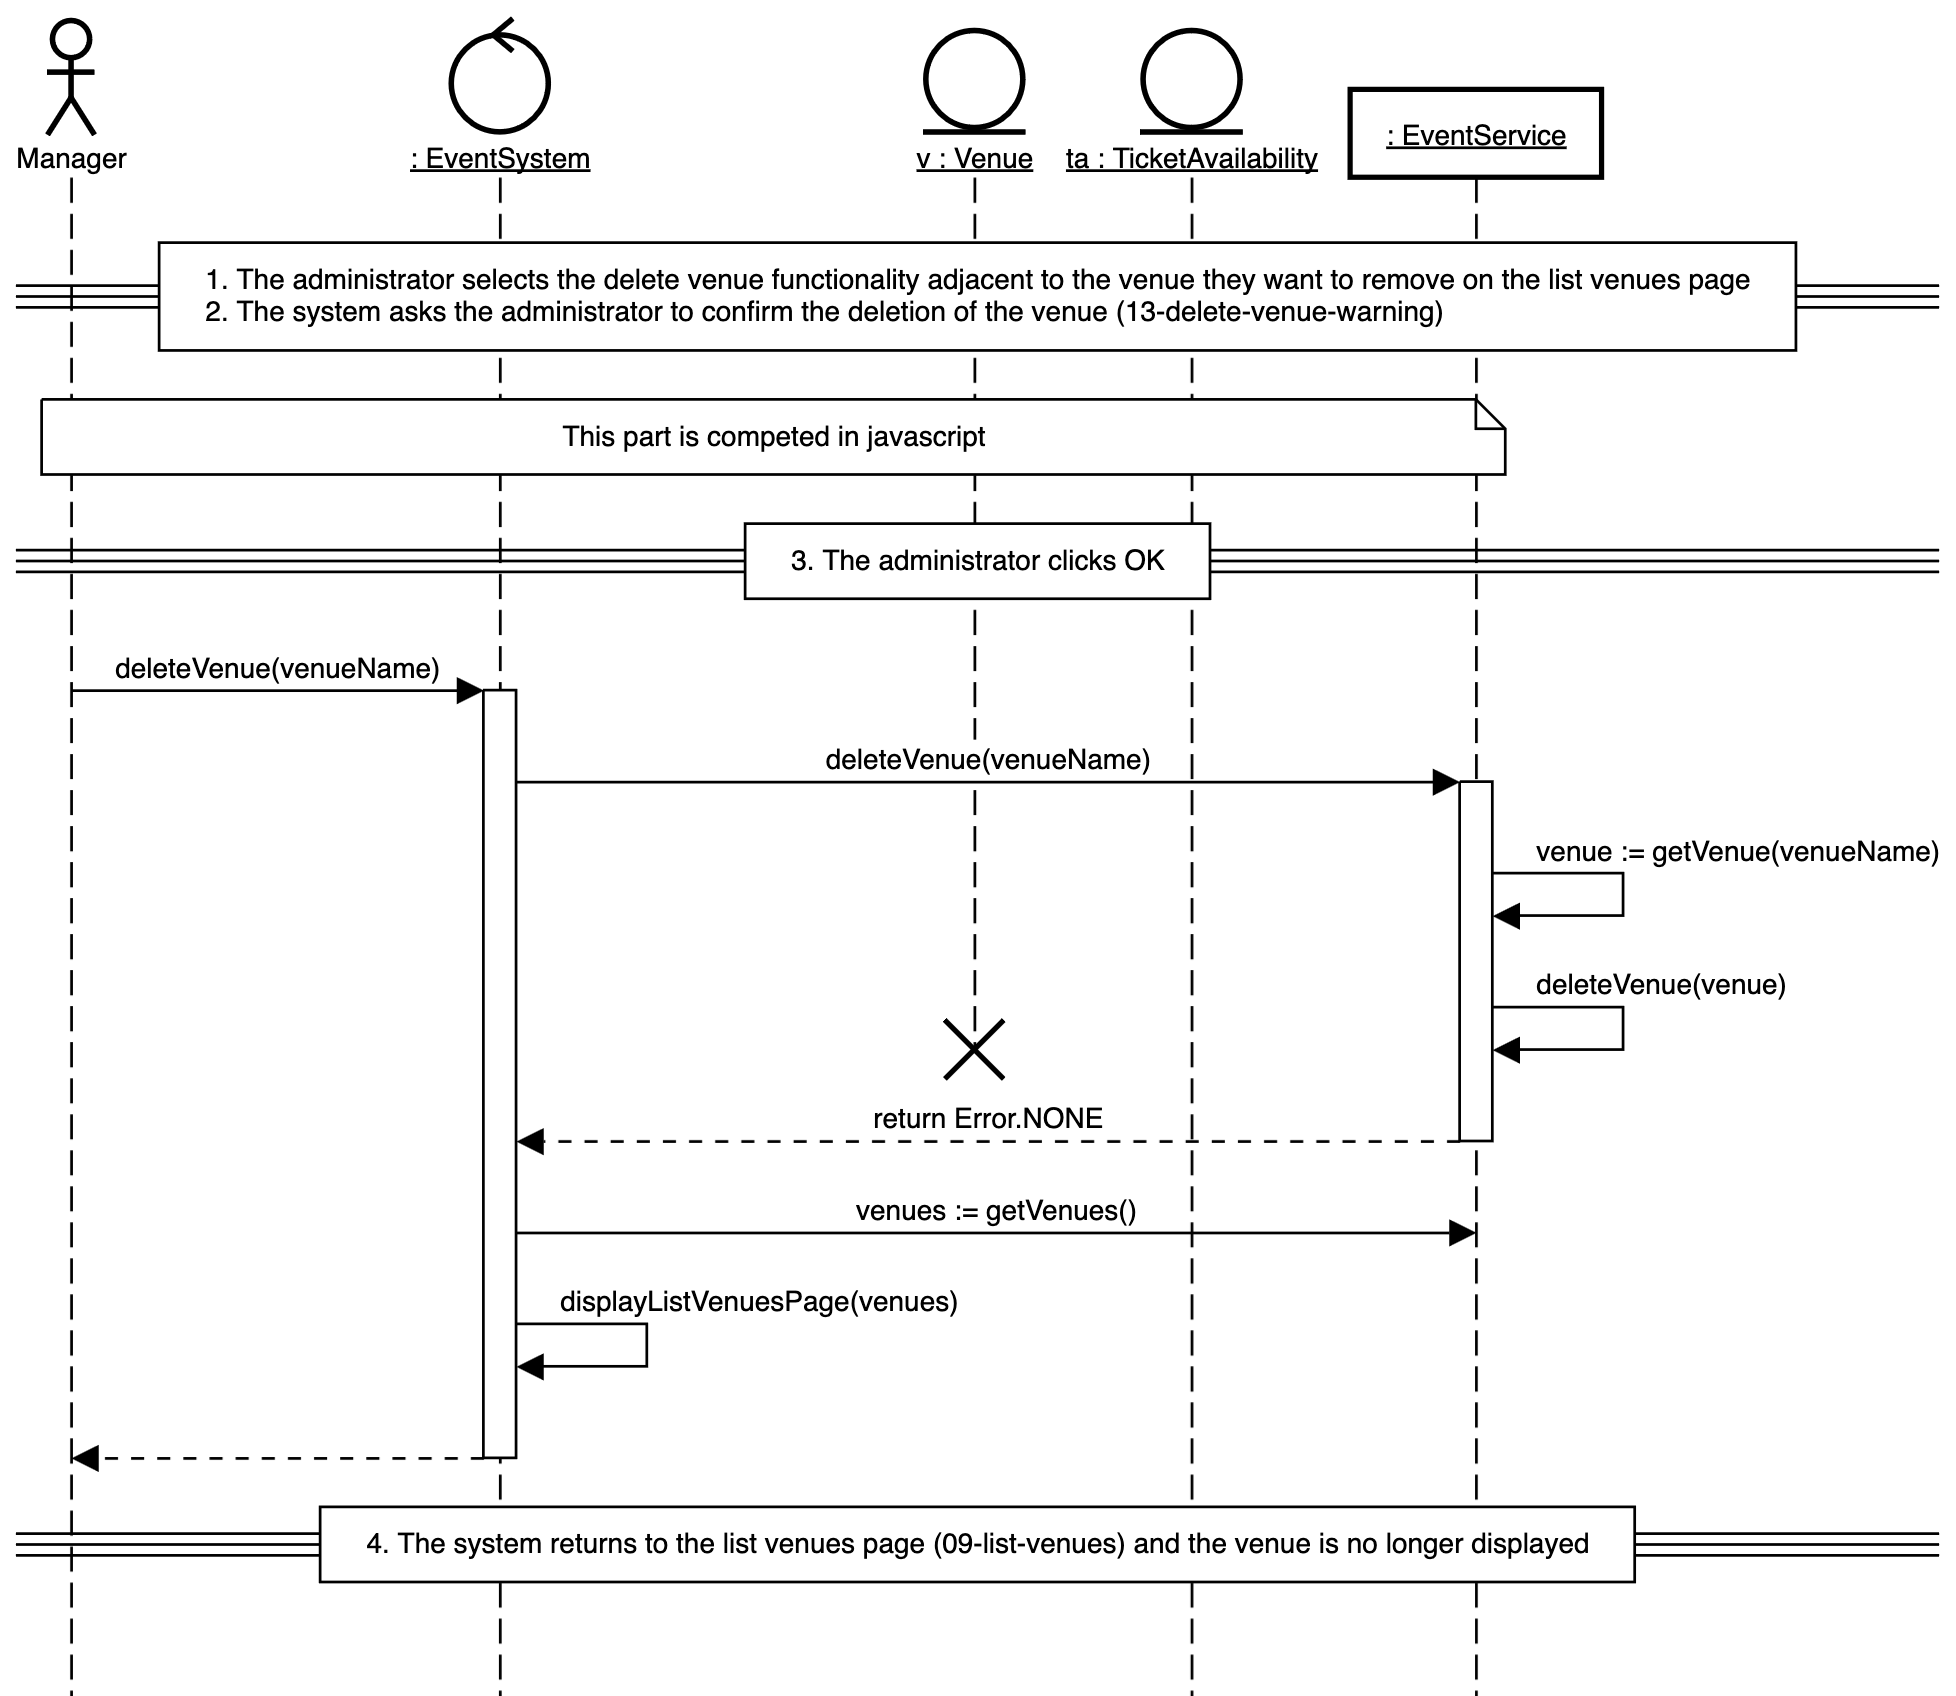 Manager
: EventSystem
v : Venue
ta : TicketAvailability
: EventService
1. The administrator selects the delete venue functionality adjacent to the venue they want to remove on the list venues page
2. The system asks the administrator to confirm the deletion of the venue (13-delete-venue-warning)
This part is competed in javascript
3. The administrator clicks OK
deleteVenue(venueName)
deleteVenue(venueName)
venue := getVenue(venueName)
deleteVenue(venue)
return Error.NONE
venues := getVenues()
displayListVenuesPage(venues)
4. The system returns to the list venues page (09-list-venues) and the venue is no longer displayed